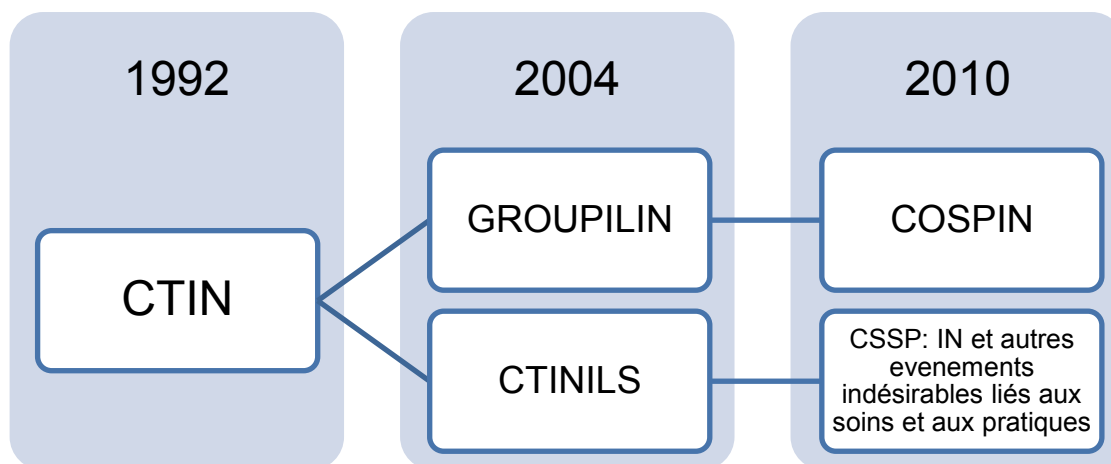 1992
2004
2010
CTIN
GROUPILIN
COSPIN
CTINILS
CSSP: IN et autres
evenements
indésirables liés aux
soins et aux pratiques